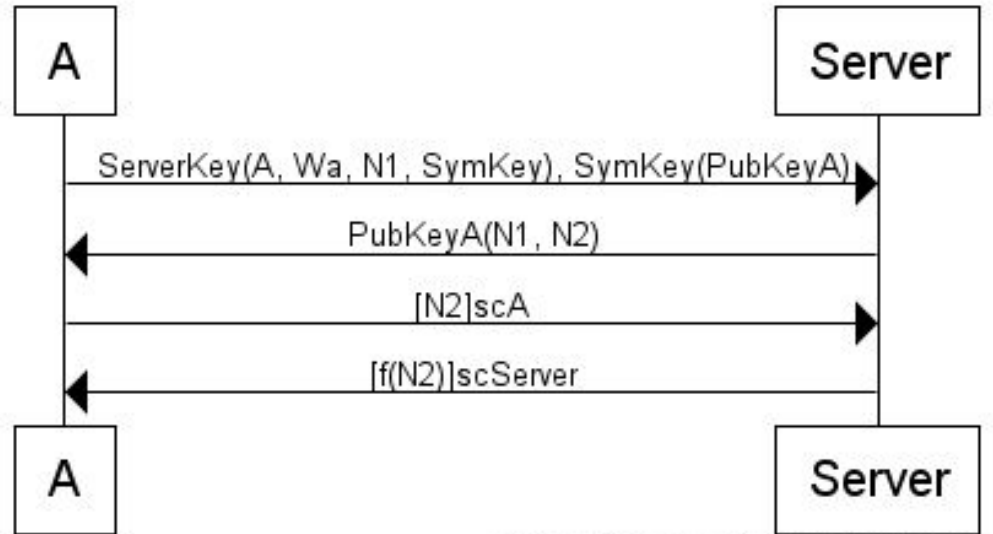 A
Server
ServerKey(A, Wa, N1, SymKey), SymKey(PubKeyA)
PubKeyA(N1, N2)
[N2]scA
[f(N2)]scServer
A
Server